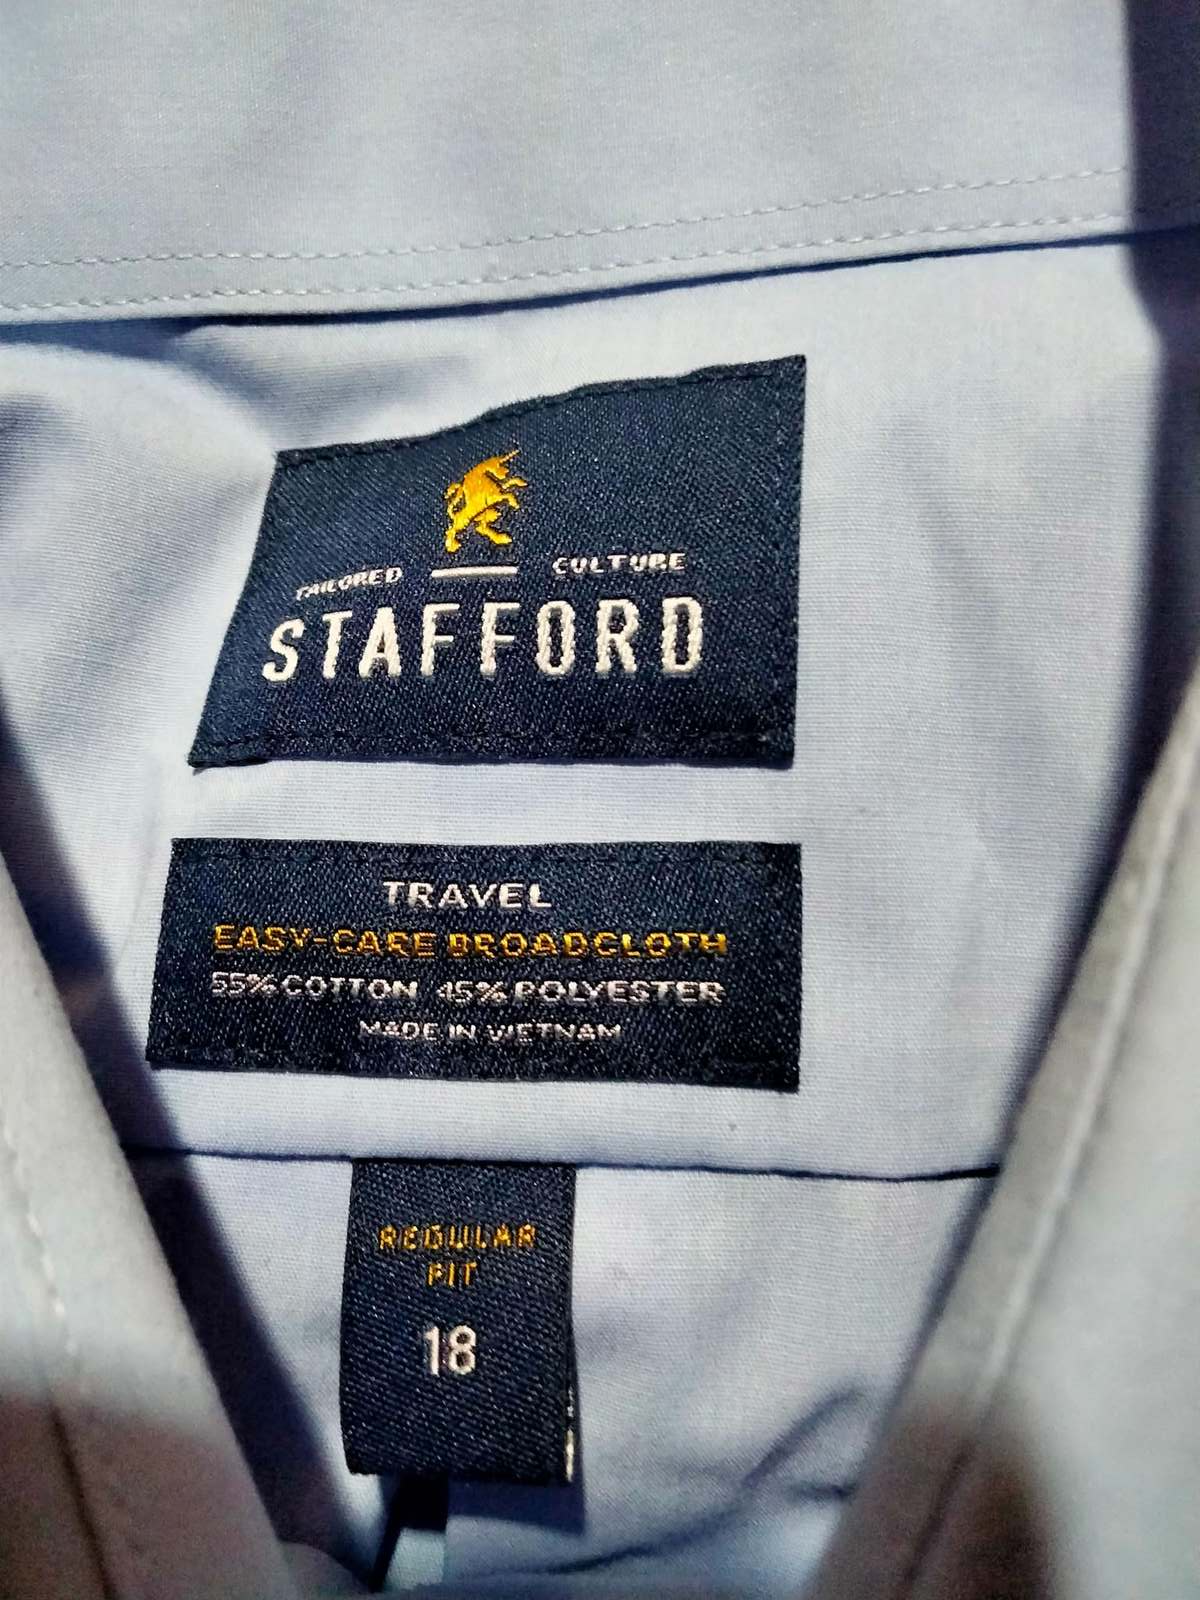 TAILORED CULTURE
STAFFORD
TRAVEL
EASY-CARE BROADCLOTH
55% COTTON 45% POLYESTER
MADE IN VIETNAM
REGULAR
FIT
18